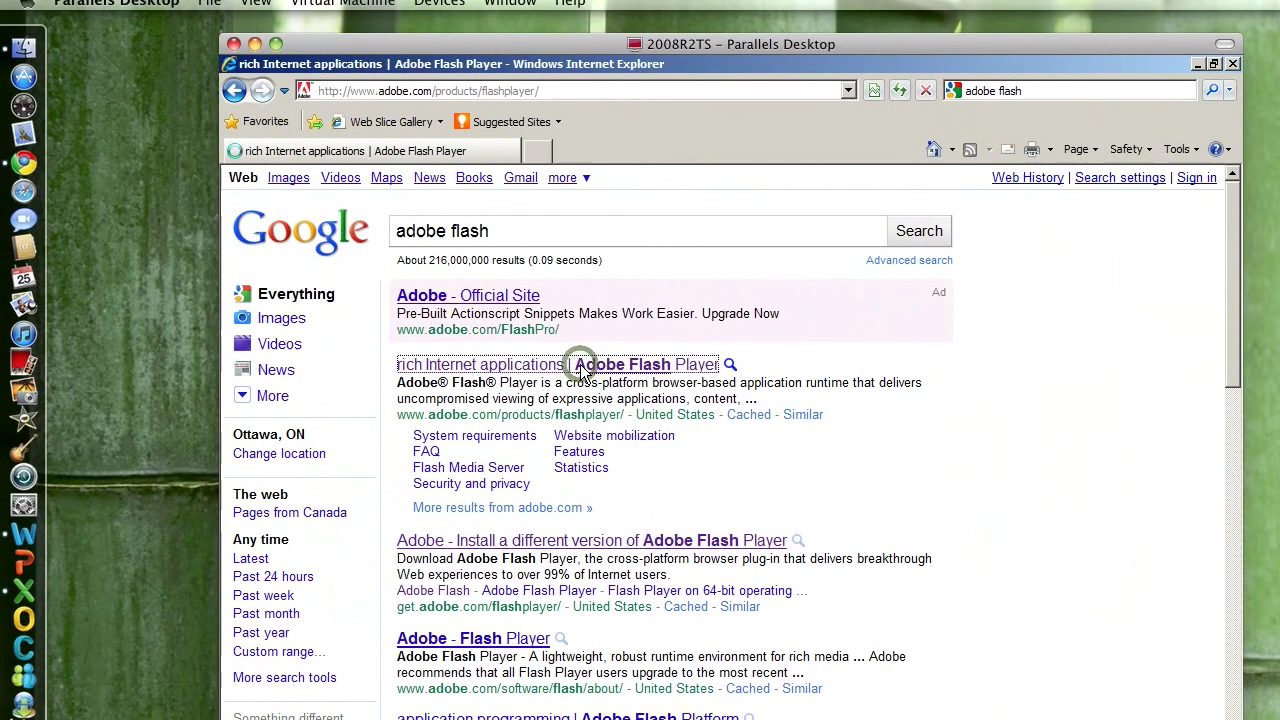 Parallels Desktop File View Virtual Machine Devices Window Help
2008R2TS - Parallels Desktop
rich Internet applications | Adobe Flash Player - Windows Internet Explorer
http://www.adobe.com/products/flashplayer/
adobe flash
Favorites Web Slice Gallery Suggested Sites
rich Internet applications | Adobe Flash Player
Page Safety Tools
Web Images Videos Maps News Books Gmail more ▼
Web History | Search settings | Sign in
Google
adobe flash
Search
About 216,000,000 results (0.09 seconds)
Advanced search
Everything
Images
Videos
News
More
Ottawa, ON
Change location
The web
Pages from Canada
Any time
Latest
Past 24 hours
Past week
Past month
Past year
Custom range...
More search tools
Something different
Adobe - Official Site
Ad
Pre-Built Actionscript Snippets Makes Work Easier. Upgrade Now
www.adobe.com/FlashPro/
rich Internet applications | Adobe Flash Player
Adobe® Flash® Player is a cross-platform browser-based application runtime that delivers
uncompromised viewing of expressive applications, content, ...
www.adobe.com/products/flashplayer/ - United States - Cached - Similar
System requirements Website mobilization
FAQ Features
Flash Media Server Statistics
Security and privacy
More results from adobe.com »
Adobe - Install a different version of Adobe Flash Player
Download Adobe Flash Player, the cross-platform browser plug-in that delivers breakthrough
Web experiences to over 99% of Internet users.
Adobe Flash - Adobe Flash Player - Flash Player on 64-bit operating ...
get.adobe.com/flashplayer/ - United States - Cached - Similar
Adobe - Flash Player
Adobe Flash Player - A lightweight, robust runtime environment for rich media ... Adobe
recommends that all Flash Player users upgrade to the most recent ...
www.adobe.com/software/flash/about/ - United States - Cached - Similar
application programming | Adobe Flash Platform
25